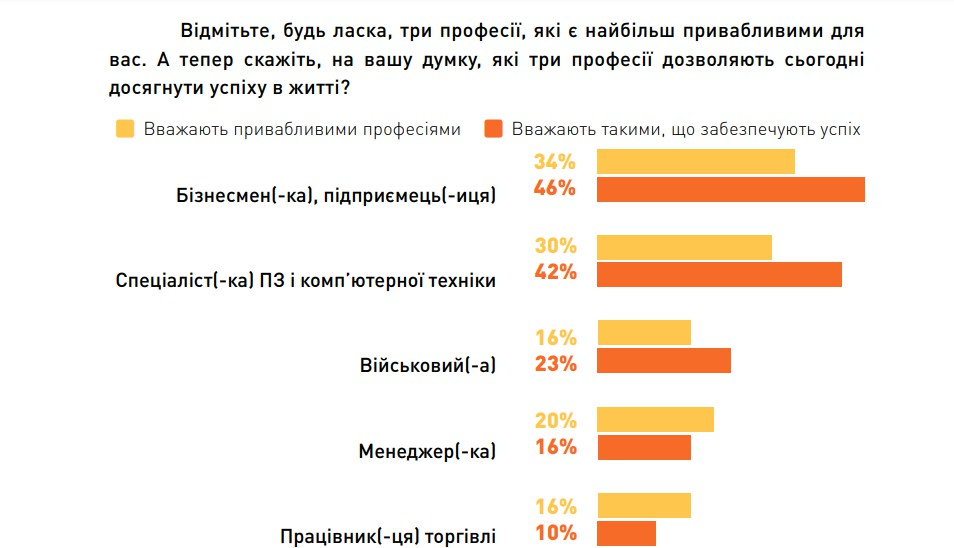 Відмітьте, будь ласка, три професії, які є найбільш привабливими для
вас. А тепер скажіть, на вашу думку, які три професії дозволяють сьогодні
досягнути успіху в житті?
Вважають привабливими професіями
Вважають такими, що забезпечують успіх
34%
Бізнесмен(-ка), підприємець(-иця)
46%
30%
Спеціаліст(-ка) ПЗ і комп’ютерної техніки
42%
16%
Військовий(-а)
23%
20%
Менеджер(-ка)
16%
16%
Працівник(-ця) торгівлі
10%